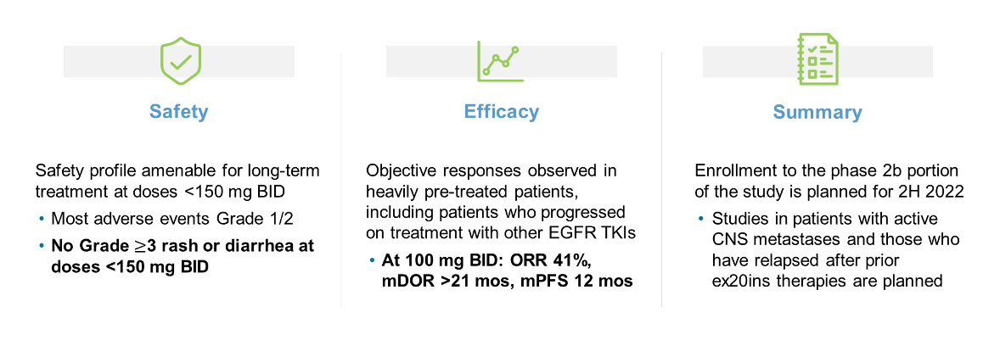 Safety
Safety profile amenable for long-term
treatment at doses <150 mg BID
• Most adverse events Grade 1/2
• No Grade ≥3 rash or diarrhea at
doses <150 mg BID
Efficacy
Objective responses observed in
heavily pre-treated patients,
including patients who progressed
on treatment with other EGFR TKIs
• At 100 mg BID: ORR 41%,
mDOR >21 mos, mPFS 12 mos
Summary
Enrollment to the phase 2b portion
of the study is planned for 2H 2022
• Studies in patients with active
CNS metastases and those who
have relapsed after prior
ex20ins therapies are planned